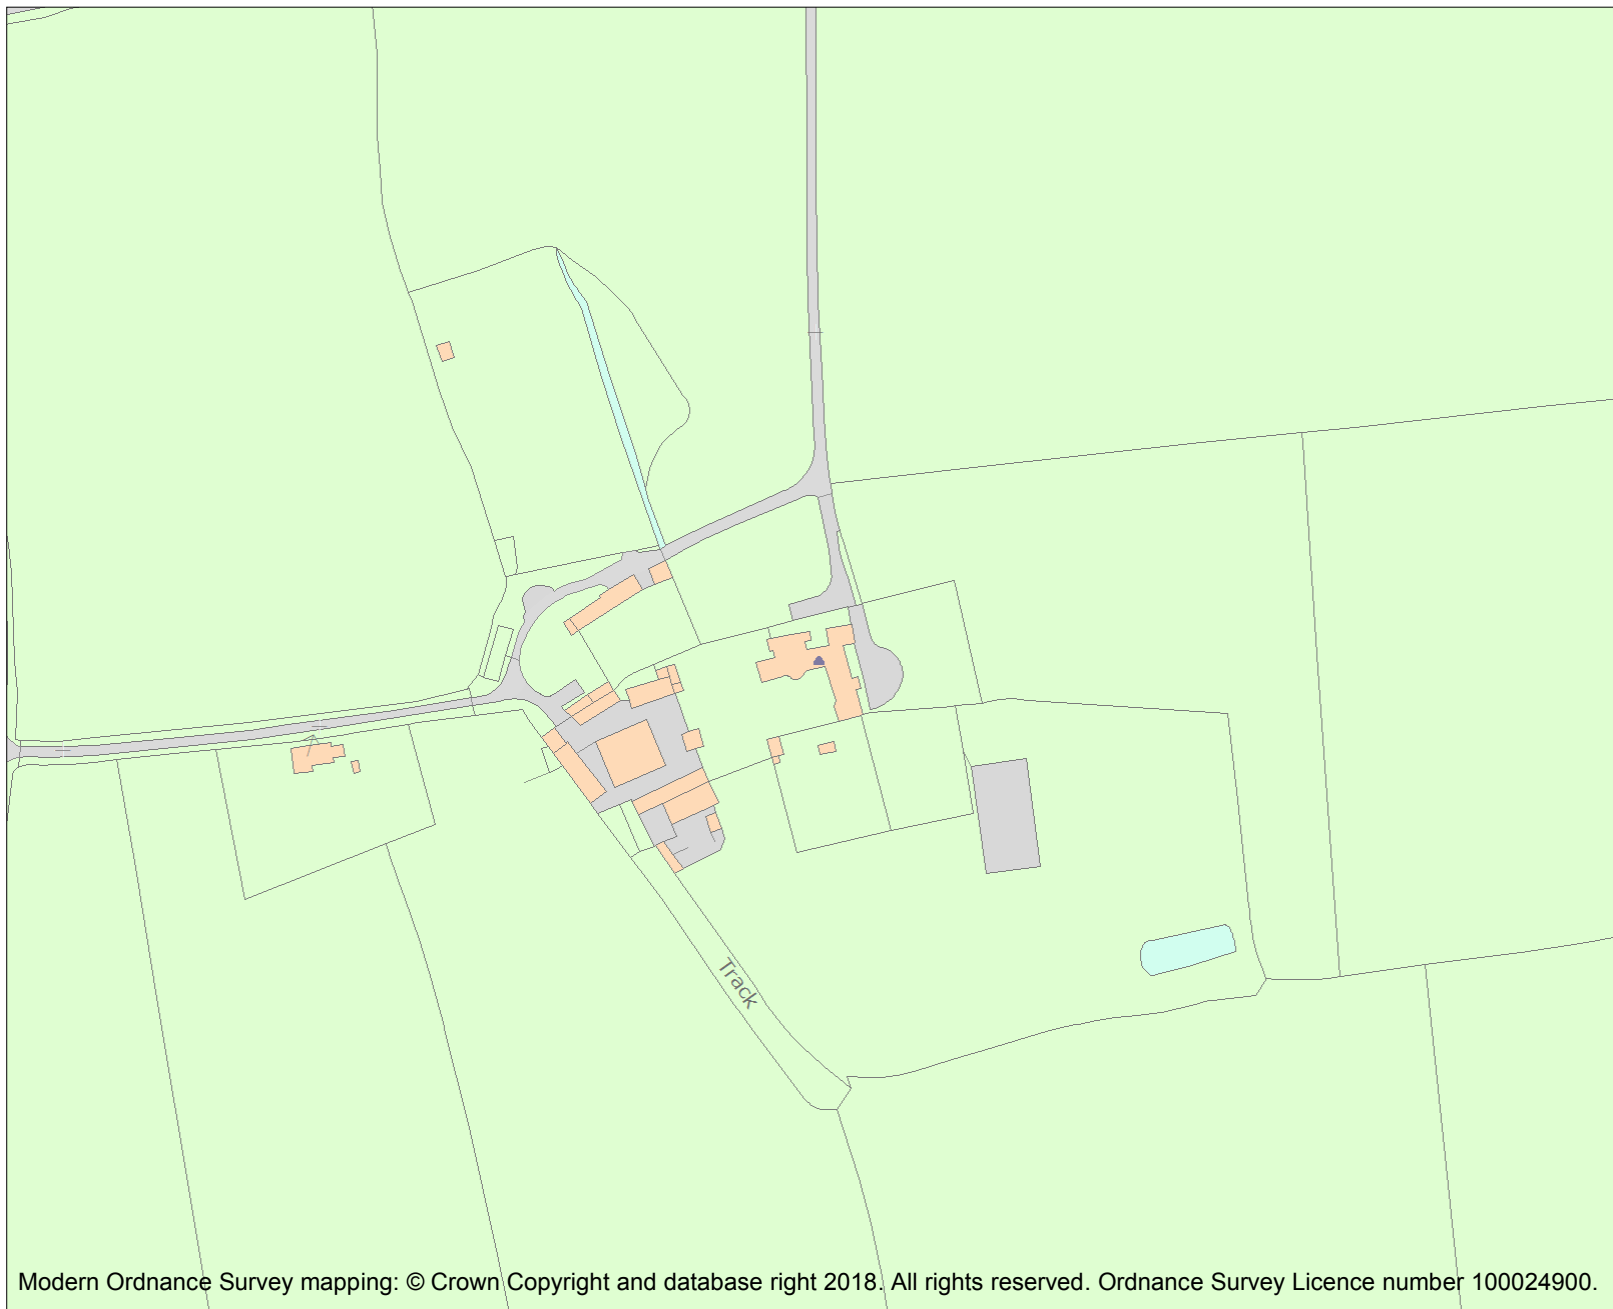 Track
Modern Ordnance Survey mapping: © Crown Copyright and database right 2018. All rights reserved. Ordnance Survey Licence number 100024900.